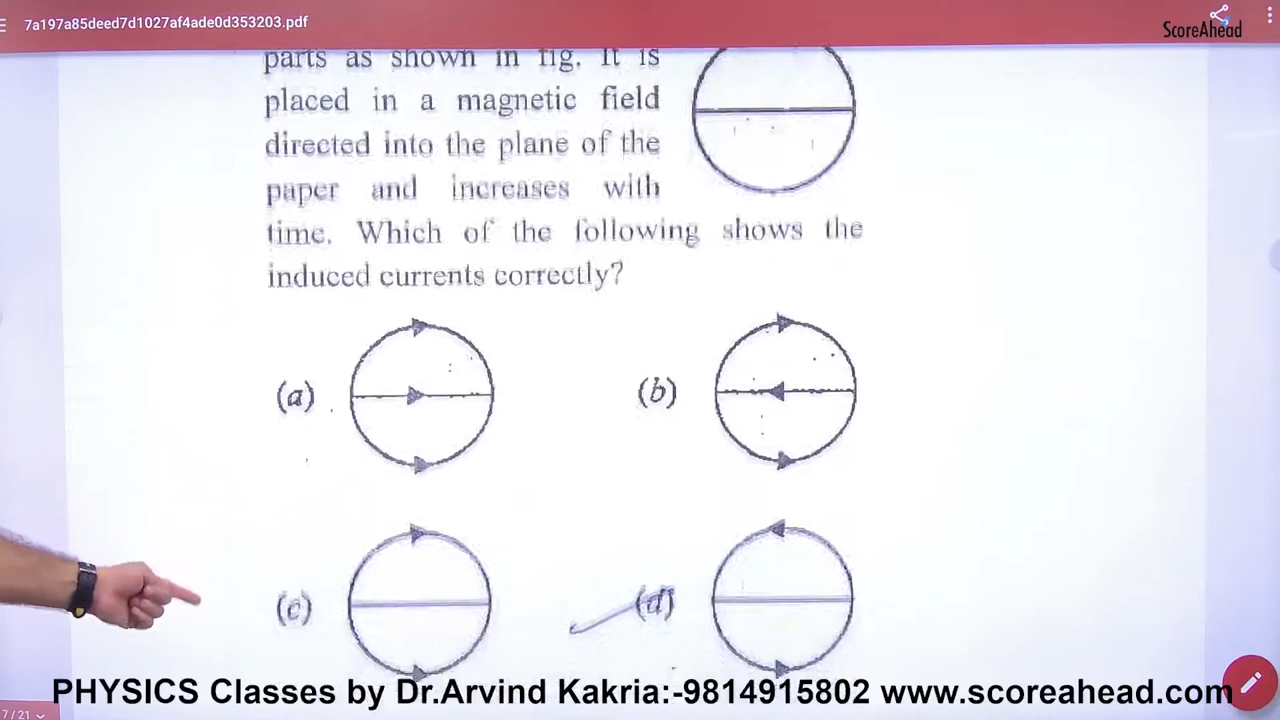 7a197a85deed7d1027af4ade0d353203.pdf
ScoreAhead
parts as shown in fig. It is
placed in a magnetic field
directed into the plane of the
paper and increases with
time. Which of the following shows the
induced currents correctly?
(a)
(b)
(c)
(d)
PHYSICS Classes by Dr.Arvind Kakria:-9814915802 www.scoreahead.com
7 / 21